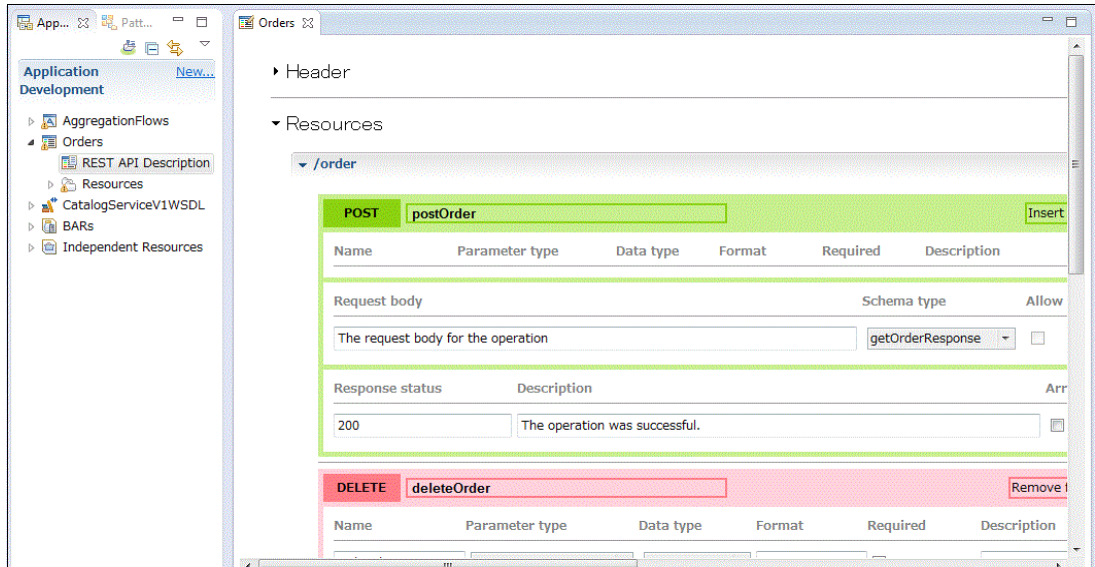 App... Patt...
Application New...
Development
AggregationFlows
Orders
REST API Description
Resources
CatalogServiceV1WSDL
BARs
Independent Resources
Orders
Header
Resources
/order
POST postOrder Insert
Name Parameter type Data type Format Required Description
Request body Schema type Allow
The request body for the operation getOrderResponse
Response status Description Arr
200 The operation was successful.
DELETE deleteOrder Remove f
Name Parameter type Data type Format Required Description